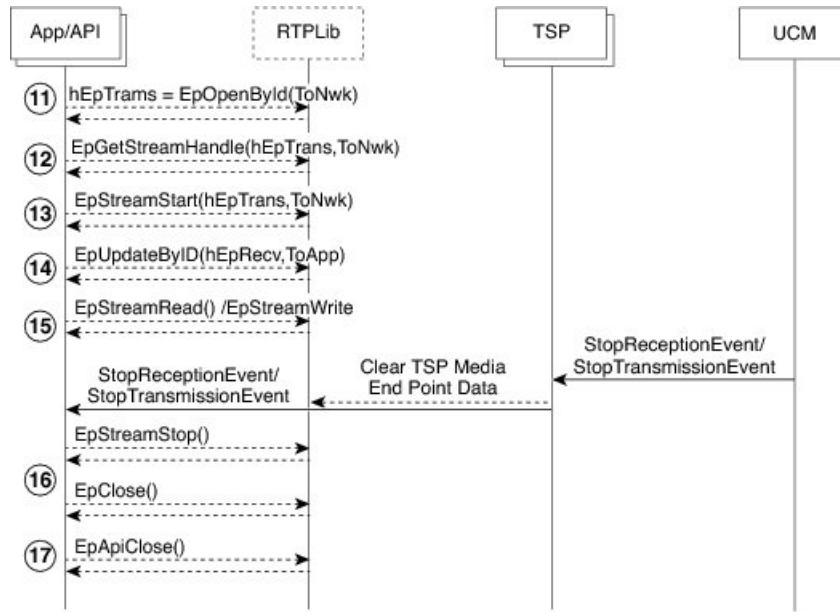 App/API RTPLib TSP UCM
11 hEpTrams = EpOpenById(ToNwk)
12 EpGetStreamHandle(hEpTrans,ToNwk)
13 EpStreamStart(hEpTrans,ToNwk)
14 EpUpdateByID(hEpRecv,ToApp)
15 EpStreamRead() /EpStreamWrite
StopReceptionEvent/
StopTransmissionEvent
Clear TSP Media
End Point Data
StopReceptionEvent/
StopTransmissionEvent
EpStreamStop()
16 EpClose()
17 EpApiClose()